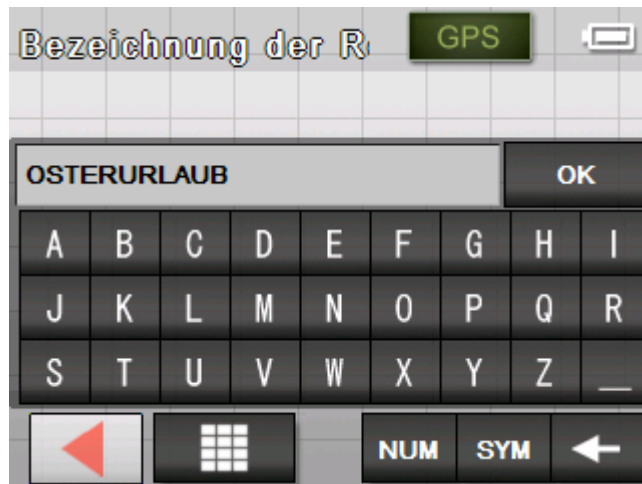 Bezeichnung der R GPS
OSTERURLAUB OK
A B C D E F G H I
J K L M N O P Q R
S T U V W X Y Z _
NUM SYM